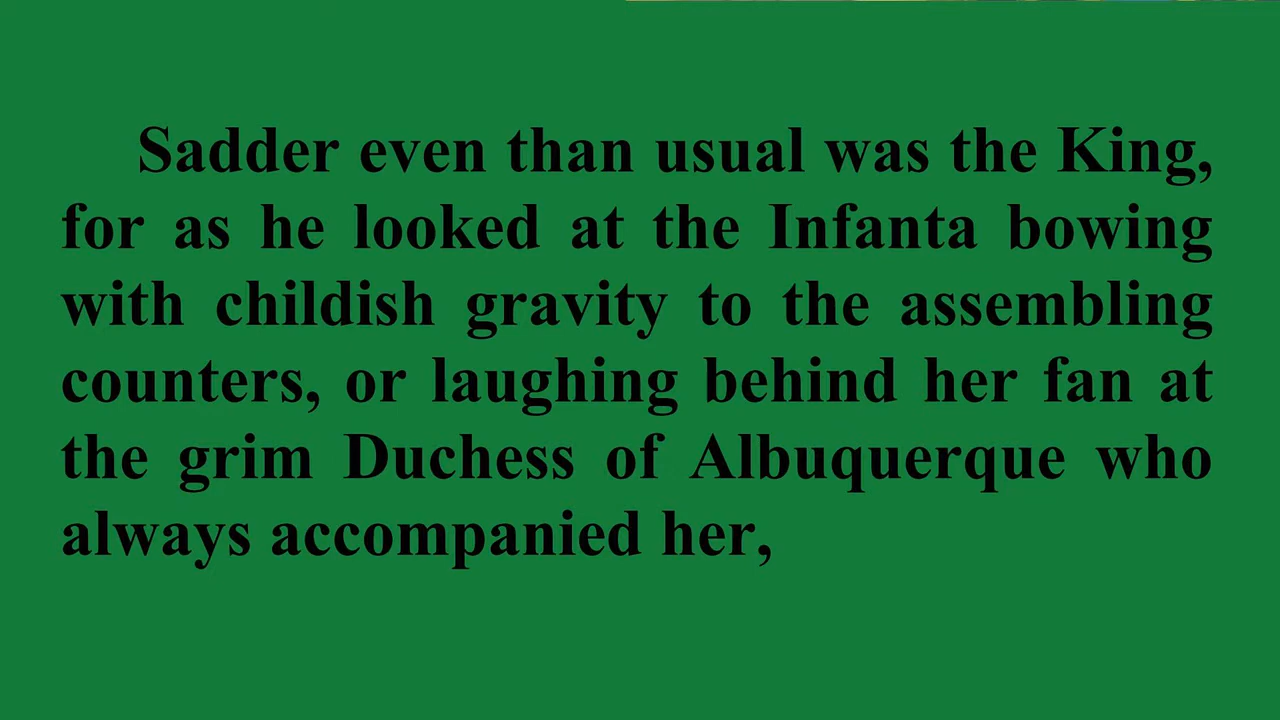 Sadder even than usual was the King,
for as he looked at the Infanta bowing
with childish gravity to the assembling
counters, or laughing behind her fan at
the grim Duchess of Albuquerque who
always accompanied her,